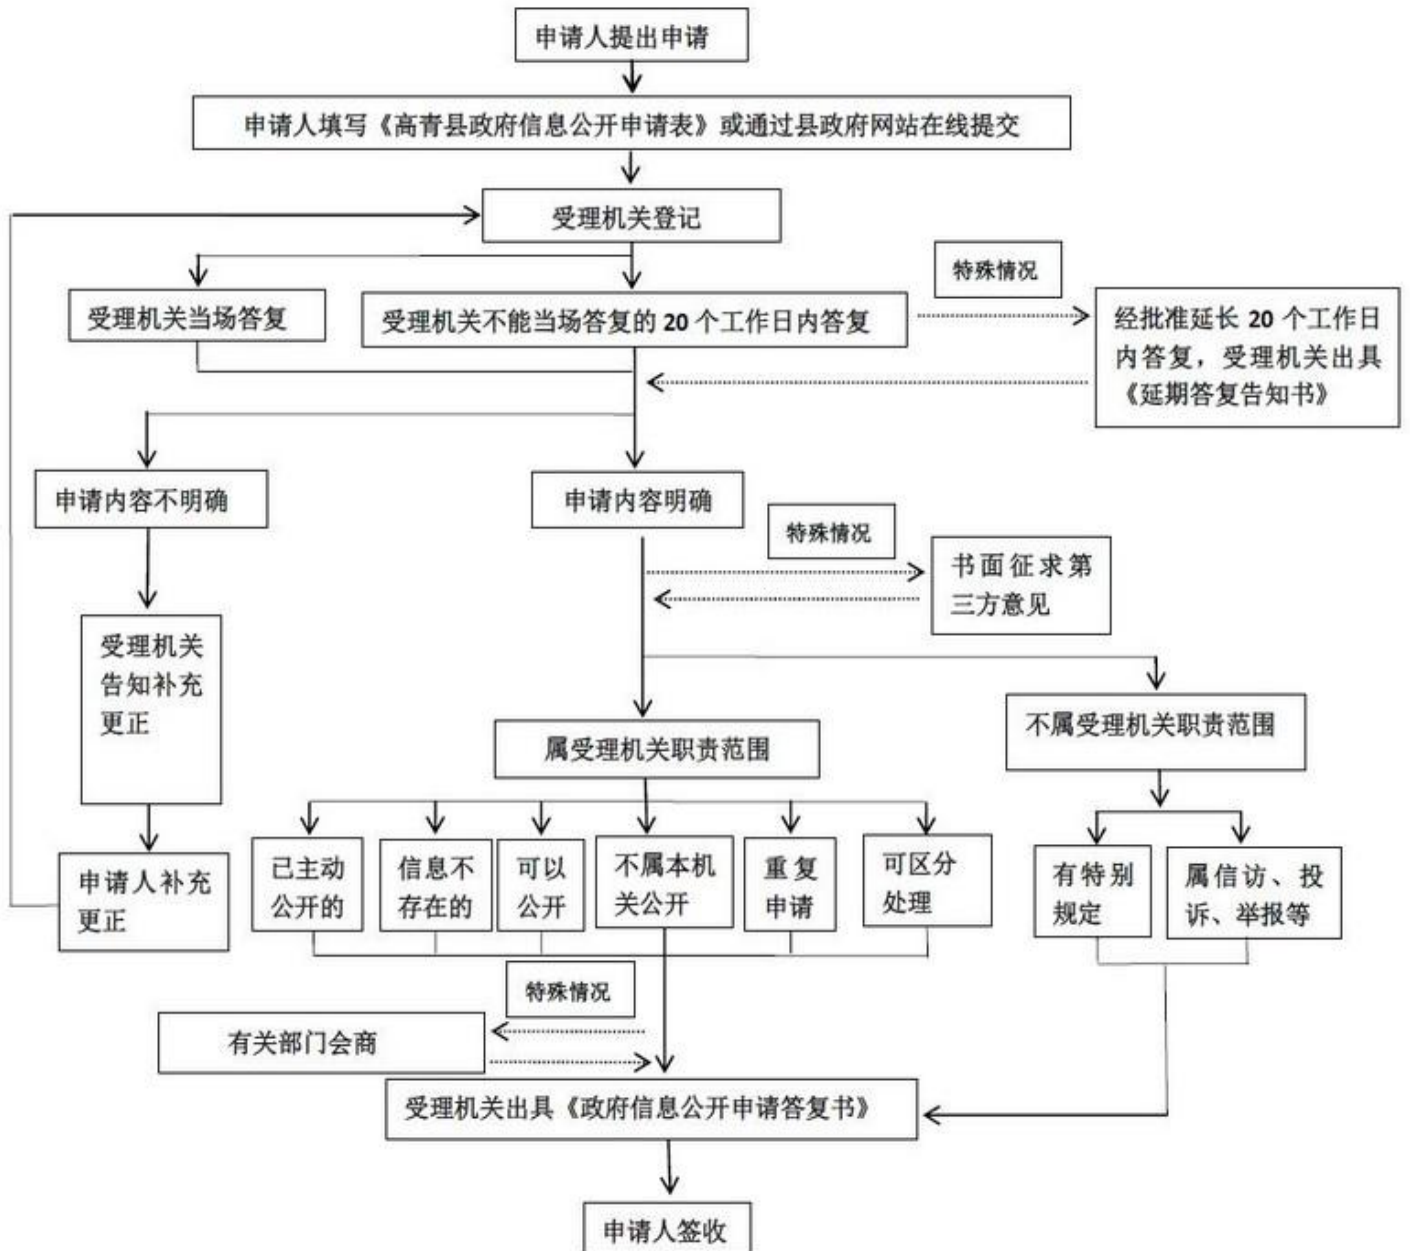 申请人提出申请
申请人填写《高青县政府信息公开申请表》或通过县政府网站在线提交
受理机关登记
特殊情况
受理机关当场答复
受理机关不能当场答复的 20 个工作日内答复
经批准延长 20 个工作日
内答复，受理机关出具
《延期答复告知书》
申请内容不明确
申请内容明确
特殊情况
书面征求第
三方意见
受理机关
告知补充
更正
属受理机关职责范围
不属受理机关职责范围
申请人补充
更正
已主动
公开的
信息不
存在的
可以
公开
不属本机
关公开
重复
申请
可区分
处理
有特别
规定
属信访、投
诉、举报等
特殊情况
有关部门会商
受理机关出具《政府信息公开申请答复书》
申请人签收